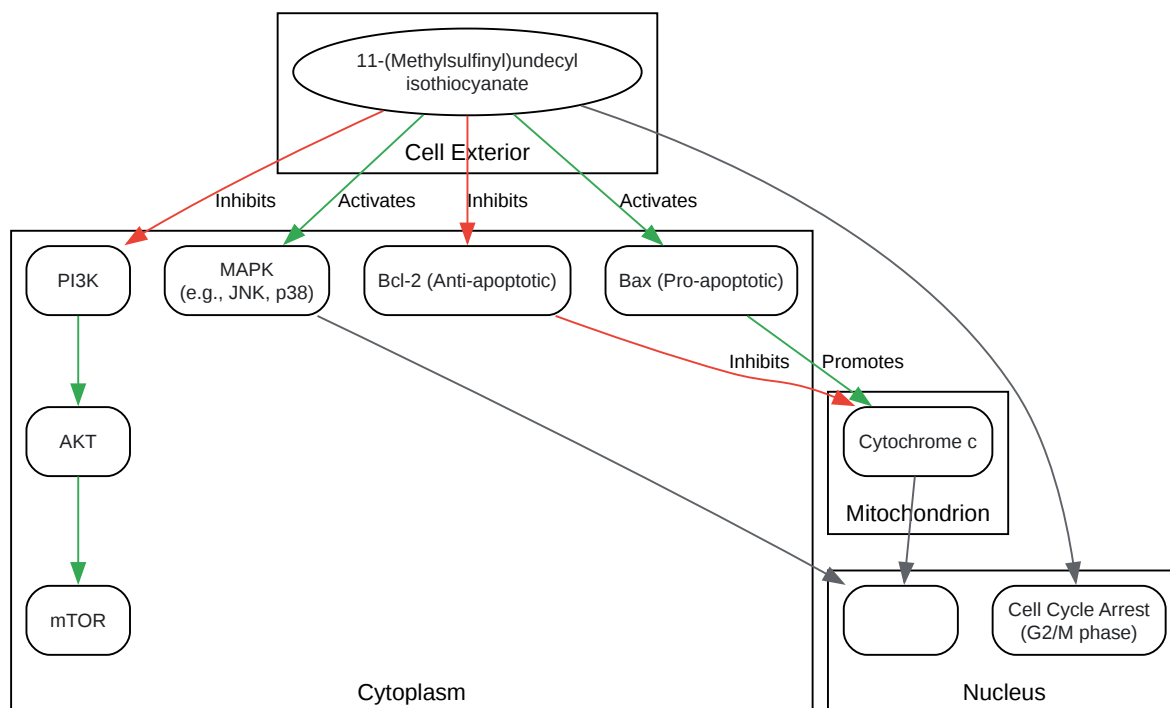 11-(Methylsulfinyl)undecyl
isothiocyanate
Cell Exterior
Inhibits
Activates
Inhibits
Activates
PI3K
MAPK
(e.g., JNK, p38)
Bcl-2 (Anti-apoptotic)
Bax (Pro-apoptotic)
Inhibits
Promotes
AKT
Cytochrome c
Mitochondrion
mTOR
Cell Cycle Arrest
(G2/M phase)
Cytoplasm
Nucleus